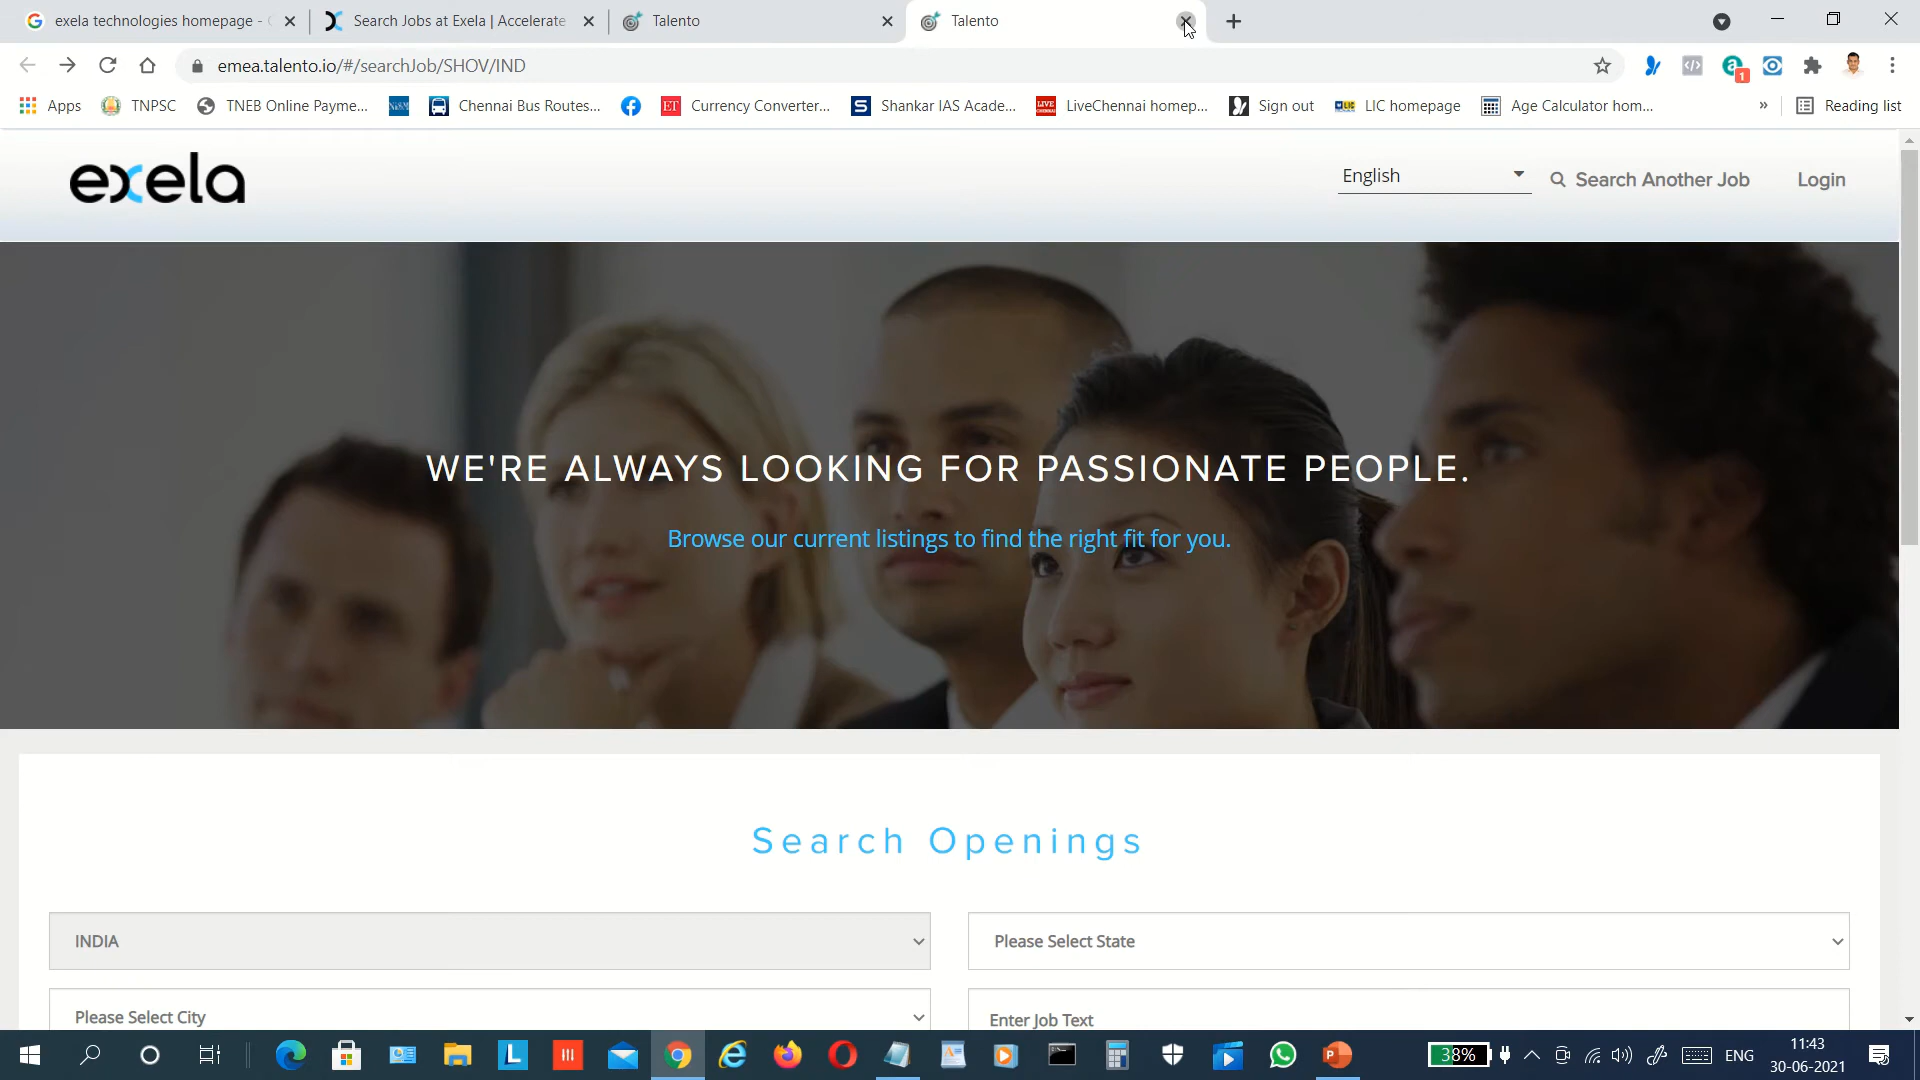 exela technologies homepage -
Search Jobs at Exela | Accelerate
Talento
Talento
emea.talento.io/#/searchJob/SHOV/IND
1
Apps
TNPSC
TNEB Online Payme...
Chennai Bus Routes...
ET
Currency Converter...
S
Shankar IAS Acade...
LIVE
LiveChennai homep...
Sign out
LIC
LIC homepage
Age Calculator hom...
»
Reading list
exela
English
Search Another Job
Login
WE'RE ALWAYS LOOKING FOR PASSIONATE PEOPLE.
Browse our current listings to find the right fit for you.
Search Openings
INDIA
Please Select State
Please Select City
Enter Job Text
L
38%
ENG
11:43
30-06-2021